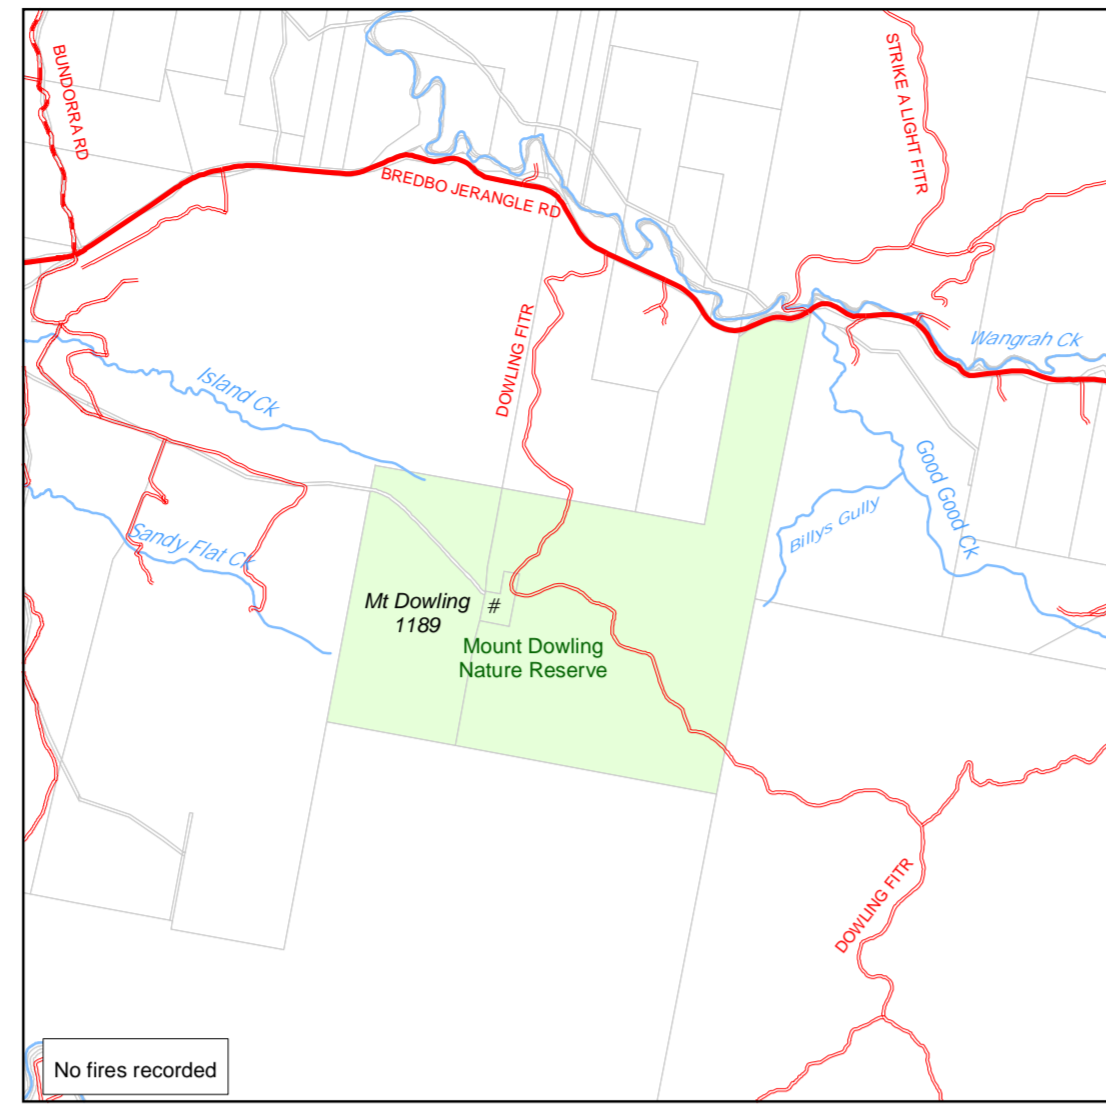 BUNDORRA RD
STRIKE A LIGHT FITR
BREDBO JERANGLE RD
DOWLING FITR
Wangrah Ck
Island Ck
Good Good Ck
Billys Gully
Sandy Flat Ck
Mt Dowling
1189
#
Mount Dowling
Nature Reserve
DOWLING FITR
No fires recorded